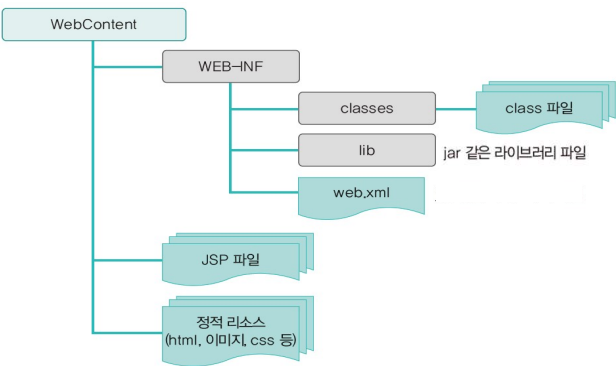 WebContent
WEB-INF
classes
class 파일
lib
jar 같은 라이브러리 파일
web.xml
JSP 파일
정적 리소스
(html, 이미지, css 등)